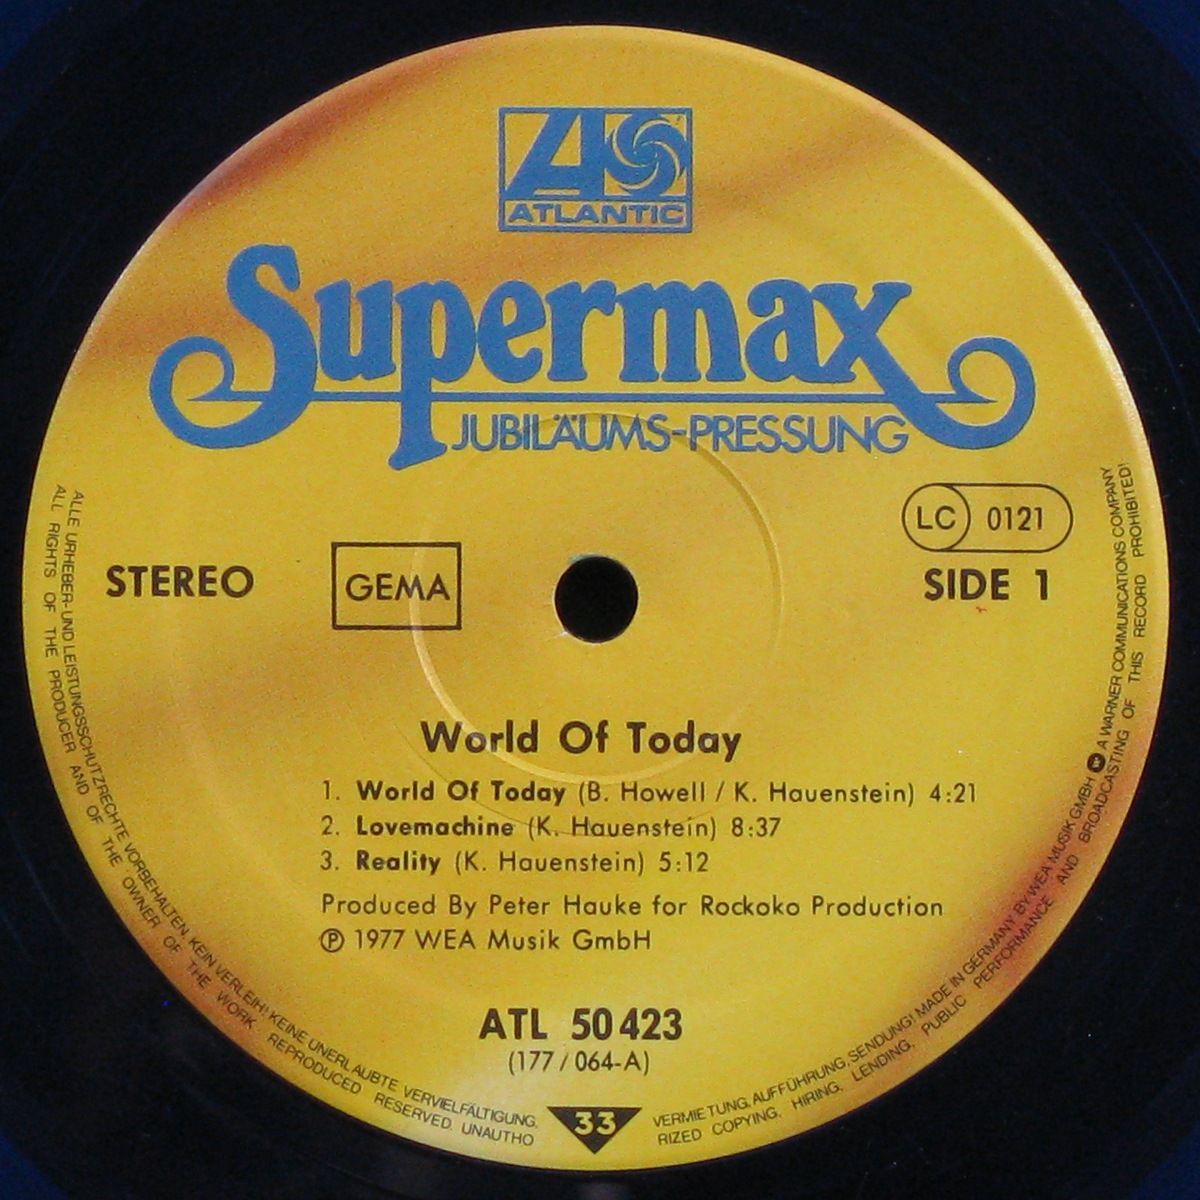 ATLANTIC
Supermax
JUBILÄUMS-PRESSUNG
LC 0121
STEREO
GEMA
SIDE 1
World Of Today
1. World Of Today (B. Howell / K. Hauenstein) 4:21
2. Lovemachine (K. Hauenstein) 8:37
3. Reality (K. Hauenstein) 5:12
Produced By Peter Hauke for Rockoko Production
℗ 1977 WEA Musik GmbH
ATL 50 423
(177 / 064-A)
33
ALLE URHEBER- UND LEISTUNGSSCHUTZRECHTE VORBEHALTEN. KEIN VERLEIH! KEINE UNERLAUBTE VERVIELFÄLTIGUNG, VERMIETUNG, AUFFÜHRUNG, SENDUNG! MADE IN GERMANY BY WEA MUSIK GMBH A WARNER COMMUNICATIONS COMPANY
ALL RIGHTS OF THE PRODUCER AND OF THE OWNER OF THE WORK REPRODUCED RESERVED. UNAUTHORIZED COPYING, HIRING, LENDING, PUBLIC PERFORMANCE AND BROADCASTING OF THIS RECORD PROHIBITED!